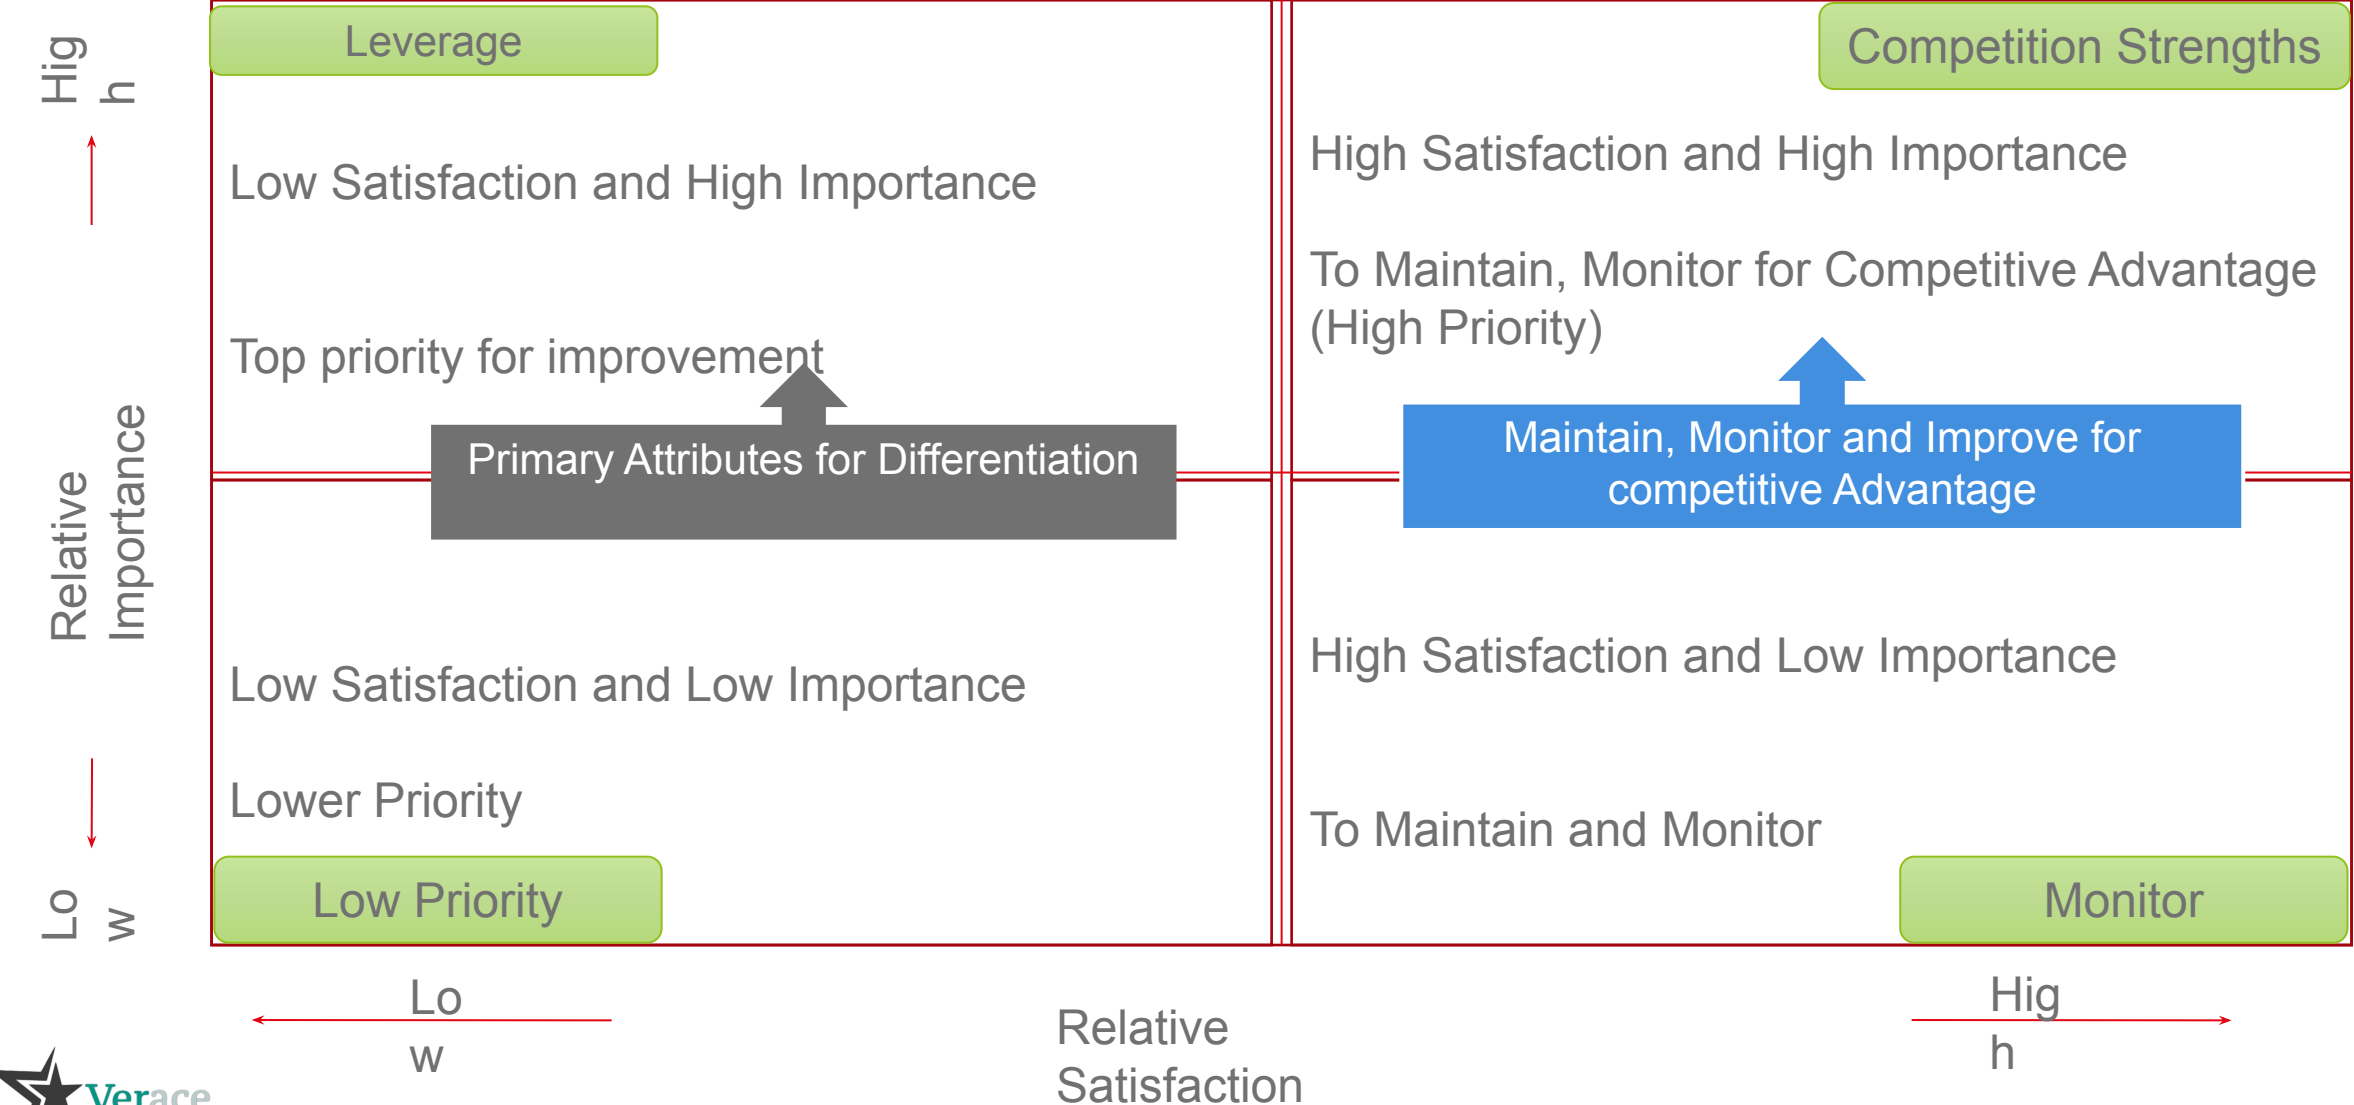 Hig
h
Leverage
Competition Strengths
Low Satisfaction and High Importance
High Satisfaction and High Importance
To Maintain, Monitor for Competitive Advantage
(High Priority)
Top priority for improvement
Primary Attributes for Differentiation
Maintain, Monitor and Improve for
competitive Advantage
Relative
Importance
Low Satisfaction and Low Importance
High Satisfaction and Low Importance
Lower Priority
To Maintain and Monitor
Lo
w
Low Priority
Monitor
Lo
w
Relative
Satisfaction
Hig
h
Verace